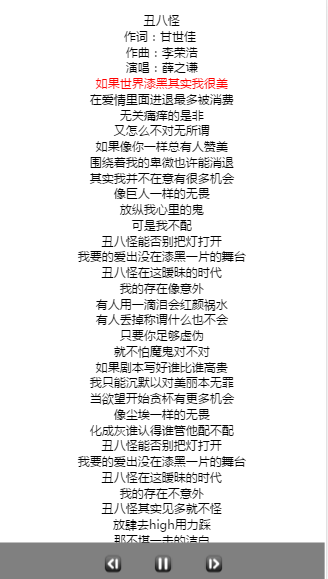 丑八怪
作词：甘世佳
作曲：李荣浩
演唱：薛之谦
如果世界漆黑其实我很美
在爱情里面进退最多被消费
无关痛痒的是非
又怎么不对无所谓
如果像你一样总有人赞美
围绕着我的卑微也许能消退
其实我并不在意有很多机会
像巨人一样的无畏
放纵我心里的鬼
可是我不配
丑八怪能否别把灯打开
我要的爱出没在漆黑一片的舞台
丑八怪在这暧昧的时代
我的存在像意外
有人用一滴泪会红颜祸水
有人丢掉称谓什么也不会
只要你足够虚伪
就不怕魔鬼对不对
如果剧本写好谁比谁高贵
我只能沉默以对美丽本无罪
当欲望开始贪杯有更多机会
像尘埃一样的无畏
化成灰谁认得谁管他配不配
丑八怪能否别把灯打开
我要的爱出没在漆黑一片的舞台
丑八怪在这暧昧的时代
我的存在不意外
丑八怪其实见多就不怪
放肆去high用力踩
那不堪一击的洁白